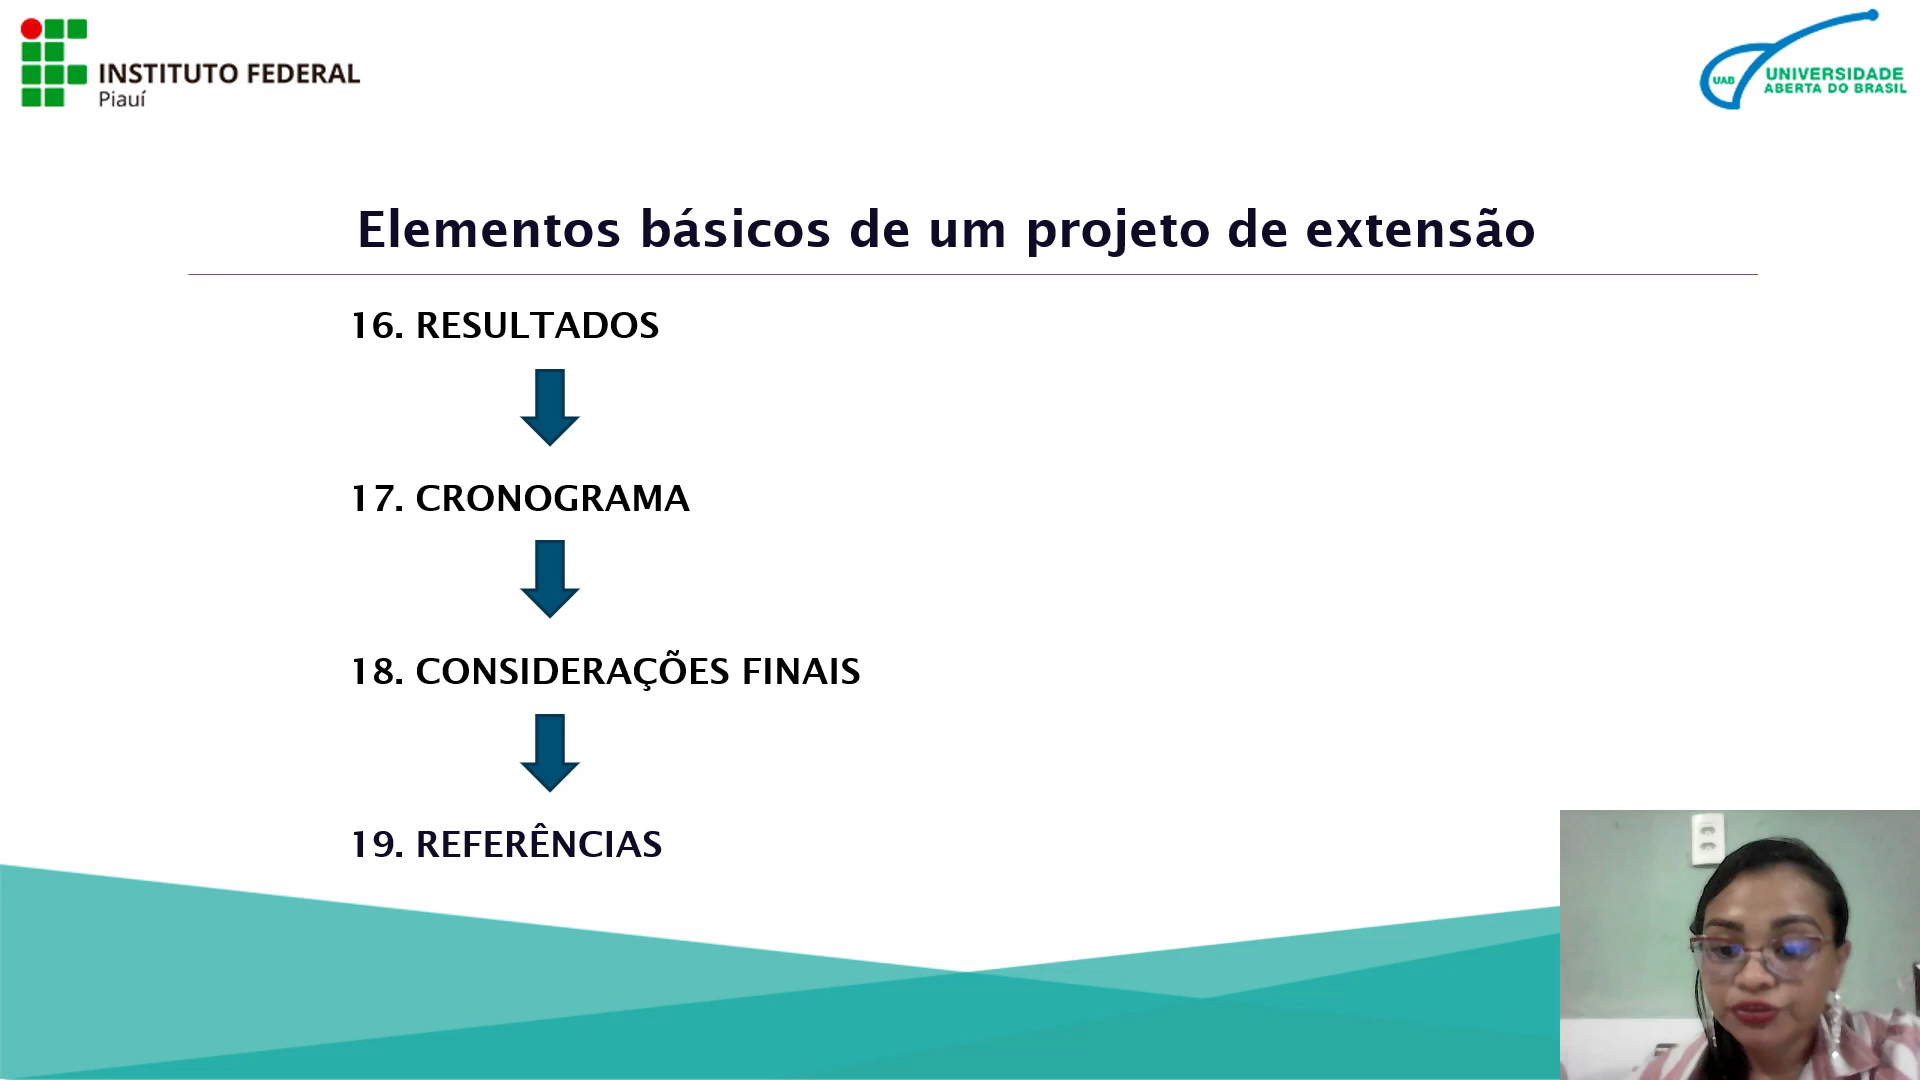 INSTITUTO FEDERAL
Piauí
UAB
UNIVERSIDADE
ABERTA DO BRASIL
Elementos básicos de um projeto de extensão
16. RESULTADOS
17. CRONOGRAMA
18. CONSIDERAÇÕES FINAIS
19. REFERÊNCIAS